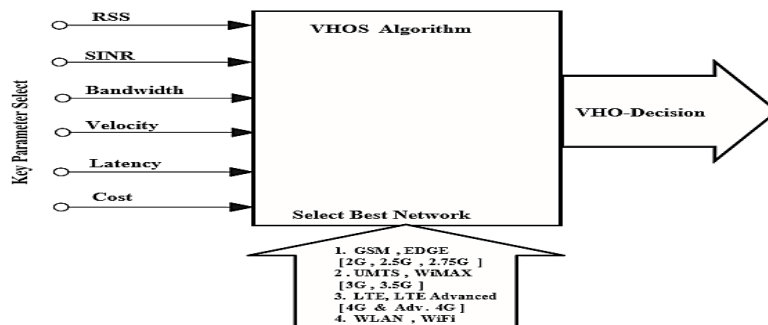 Key Parameter Select
RSS
SINR
Bandwidth
Velocity
Latency
Cost
VHOS Algorithm
Select Best Network
VHO-Decision
1. GSM , EDGE
[2G , 2.5G , 2.75G ]
2 . UMTS , WiMAX
[3G , 3.5G ]
3. LTE, LTE Advanced
[4G & Adv. 4G ]
4. WLAN , WiFi